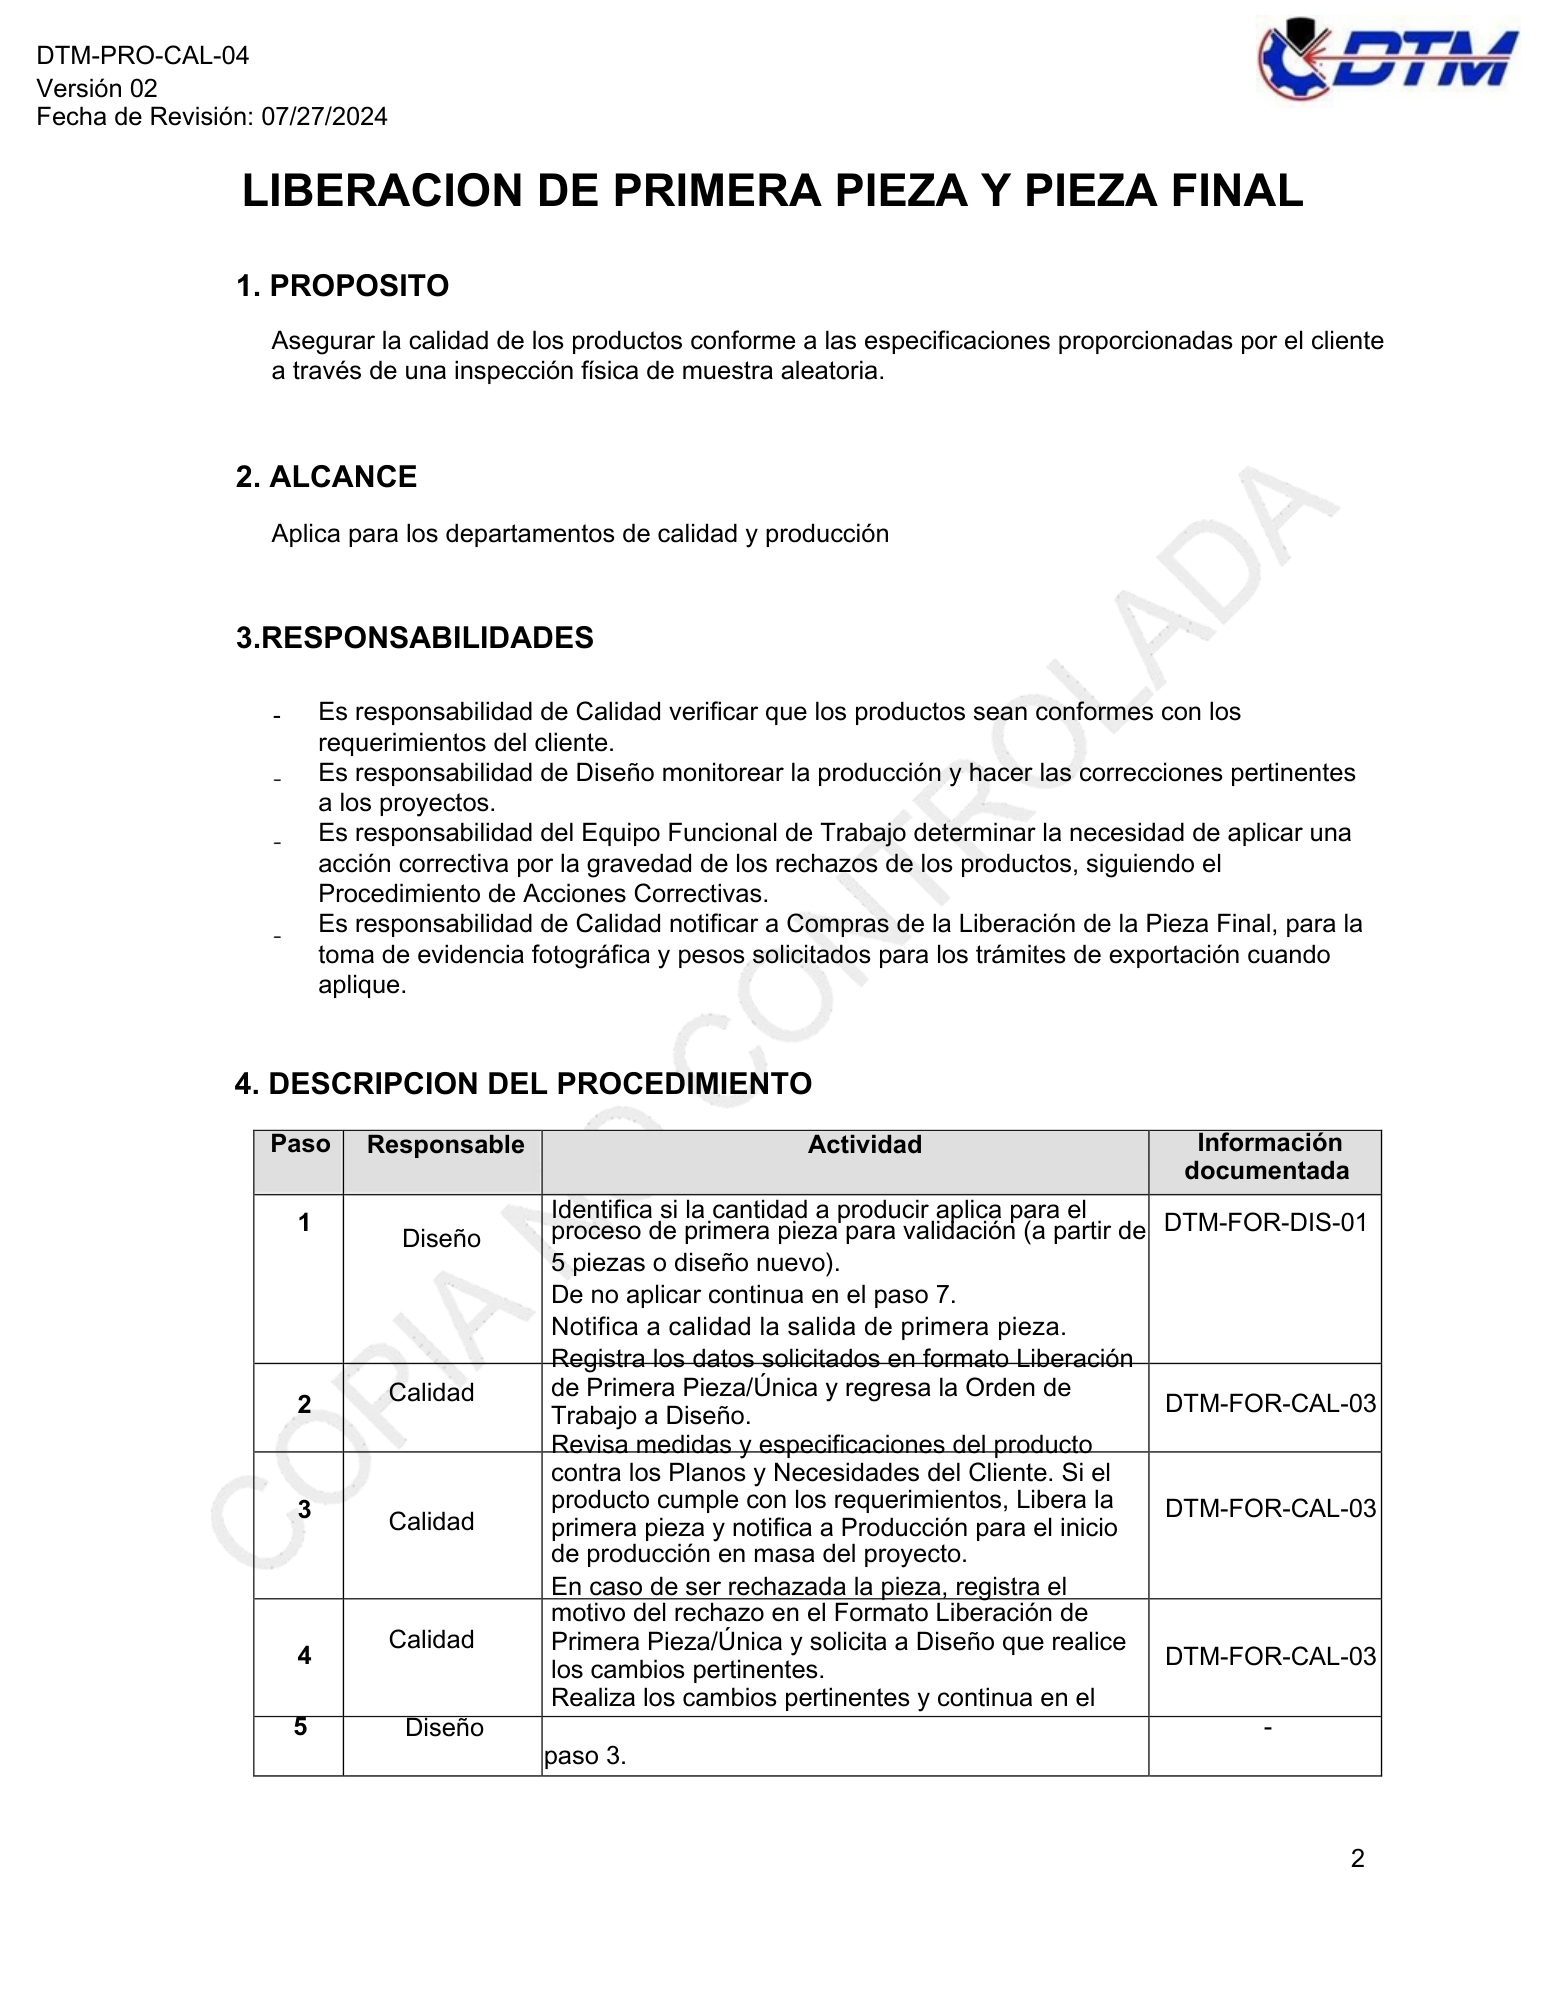 DTM-PRO-CAL-04
Versión 02
Fecha de Revisión: 07/27/2024
DTM
LIBERACION DE PRIMERA PIEZA Y PIEZA FINAL
1. PROPOSITO
Asegurar la calidad de los productos conforme a las especificaciones proporcionadas por el cliente
a través de una inspección física de muestra aleatoria.
2. ALCANCE
Aplica para los departamentos de calidad y producción
3.RESPONSABILIDADES
- Es responsabilidad de Calidad verificar que los productos sean conformes con los
requerimientos del cliente.
- Es responsabilidad de Diseño monitorear la producción y hacer las correcciones pertinentes
a los proyectos.
- Es responsabilidad del Equipo Funcional de Trabajo determinar la necesidad de aplicar una
acción correctiva por la gravedad de los rechazos de los productos, siguiendo el
Procedimiento de Acciones Correctivas.
- Es responsabilidad de Calidad notificar a Compras de la Liberación de la Pieza Final, para la
toma de evidencia fotográfica y pesos solicitados para los trámites de exportación cuando
aplique.
4. DESCRIPCION DEL PROCEDIMIENTO
Paso Responsable Actividad Información
documentada
1 Diseño Identifica si la cantidad a producir aplica para el
proceso de primera pieza para validación (a partir de DTM-FOR-DIS-01
5 piezas o diseño nuevo).
De no aplicar continua en el paso 7.
Notifica a calidad la salida de primera pieza.
Registra los datos solicitados en formato Liberación
2 Calidad de Primera Pieza/Única y regresa la Orden de DTM-FOR-CAL-03
Trabajo a Diseño.
Revisa medidas y especificaciones del producto
contra los Planos y Necesidades del Cliente. Si el
3 Calidad producto cumple con los requerimientos, Libera la DTM-FOR-CAL-03
primera pieza y notifica a Producción para el inicio
de producción en masa del proyecto.
En caso de ser rechazada la pieza, registra el
motivo del rechazo en el Formato Liberación de
4 Calidad Primera Pieza/Única y solicita a Diseño que realice DTM-FOR-CAL-03
los cambios pertinentes.
Realiza los cambios pertinentes y continua en el
5 Diseño -
paso 3.
2
COPIA NO CONTROLADA